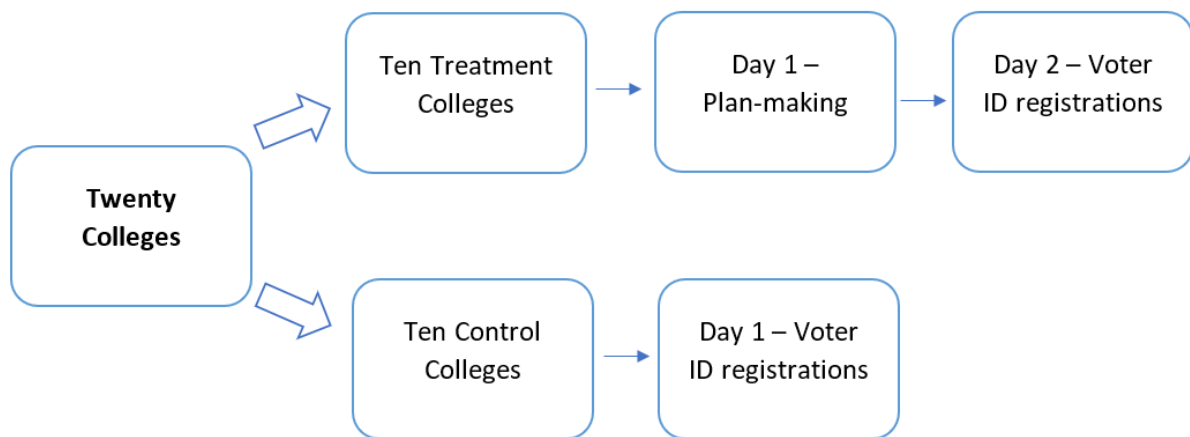 Twenty
Colleges
Ten Treatment
Colleges
Day 1 –
Plan-making
Day 2 – Voter
ID registrations
Ten Control
Colleges
Day 1 – Voter
ID registrations